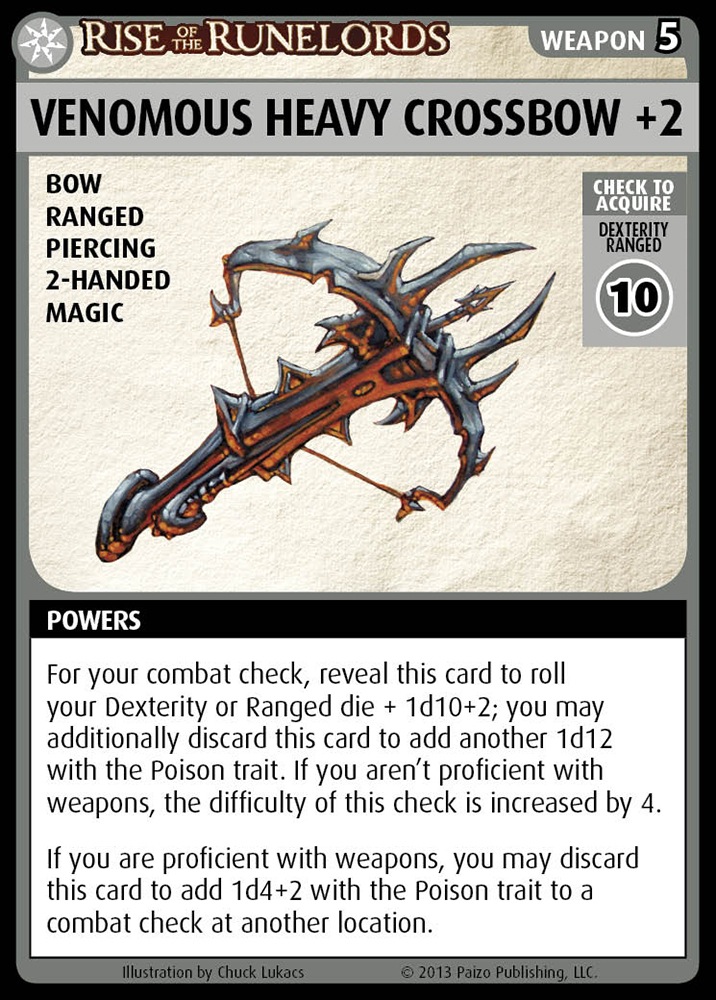 RISE OF THE RUNELORDS
WEAPON 5
VENOMOUS HEAVY CROSSBOW +2
BOW
RANGED
PIERCING
2-HANDED
MAGIC
CHECK TO
ACQUIRE
DEXTERITY
RANGED
10
POWERS
For your combat check, reveal this card to roll
your Dexterity or Ranged die + 1d10+2; you may
additionally discard this card to add another 1d12
with the Poison trait. If you aren’t proficient with
weapons, the difficulty of this check is increased by 4.
If you are proficient with weapons, you may discard
this card to add 1d4+2 with the Poison trait to a
combat check at another location.
Illustration by Chuck Lukacs
© 2013 Paizo Publishing, LLC.